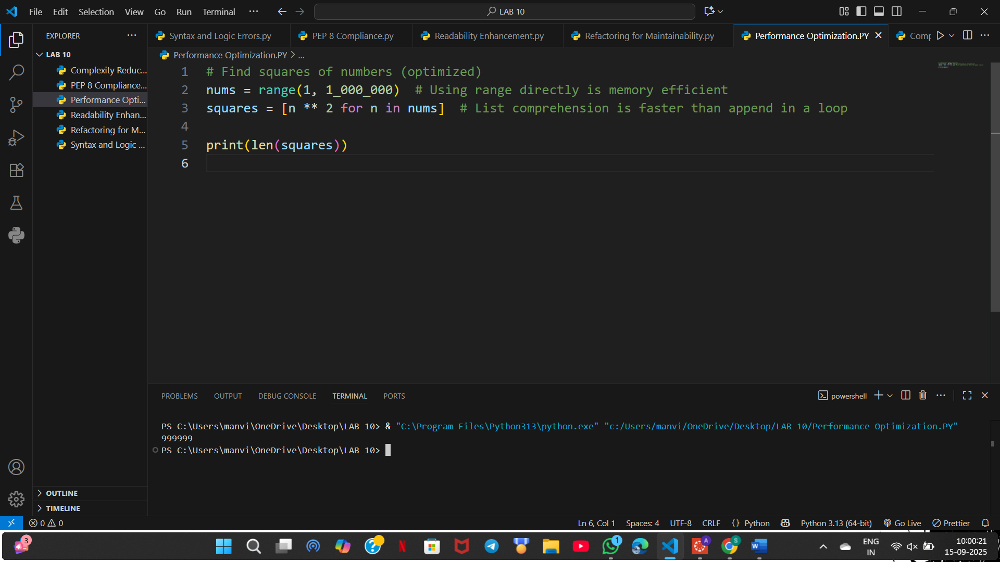 File Edit Selection View Go Run Terminal ··· LAB 10
EXPLORER ···
Syntax and Logic Errors.py PEP 8 Compliance.py Readability Enhancement.py Refactoring for Maintainability.py Performance Optimization.PY Comp
LAB 10
Complexity Reduc...
PEP 8 Compliance...
Performance Opti...
Readability Enhan...
Refactoring for M...
Syntax and Logic ...
Performance Optimization.PY > ...
1 # Find squares of numbers (optimized)
2 nums = range(1, 1_000_000)  # Using range directly is memory efficient
3 squares = [n ** 2 for n in nums]  # List comprehension is faster than append in a loop
4
5 print(len(squares))
6
PROBLEMS OUTPUT DEBUG CONSOLE TERMINAL PORTS powershell
PS C:\Users\manvi\OneDrive\Desktop\LAB 10> & "C:\Program Files\Python313\python.exe" "c:/Users/manvi/OneDrive/Desktop/LAB 10/Performance Optimization.PY"
999999
PS C:\Users\manvi\OneDrive\Desktop\LAB 10>
OUTLINE
TIMELINE
0 0 Ln 6, Col 1 Spaces: 4 UTF-8 CRLF {} Python Python 3.13 (64-bit) Go Live Prettier
3 1 A S ENG 10:00:21
IN 15-09-2025